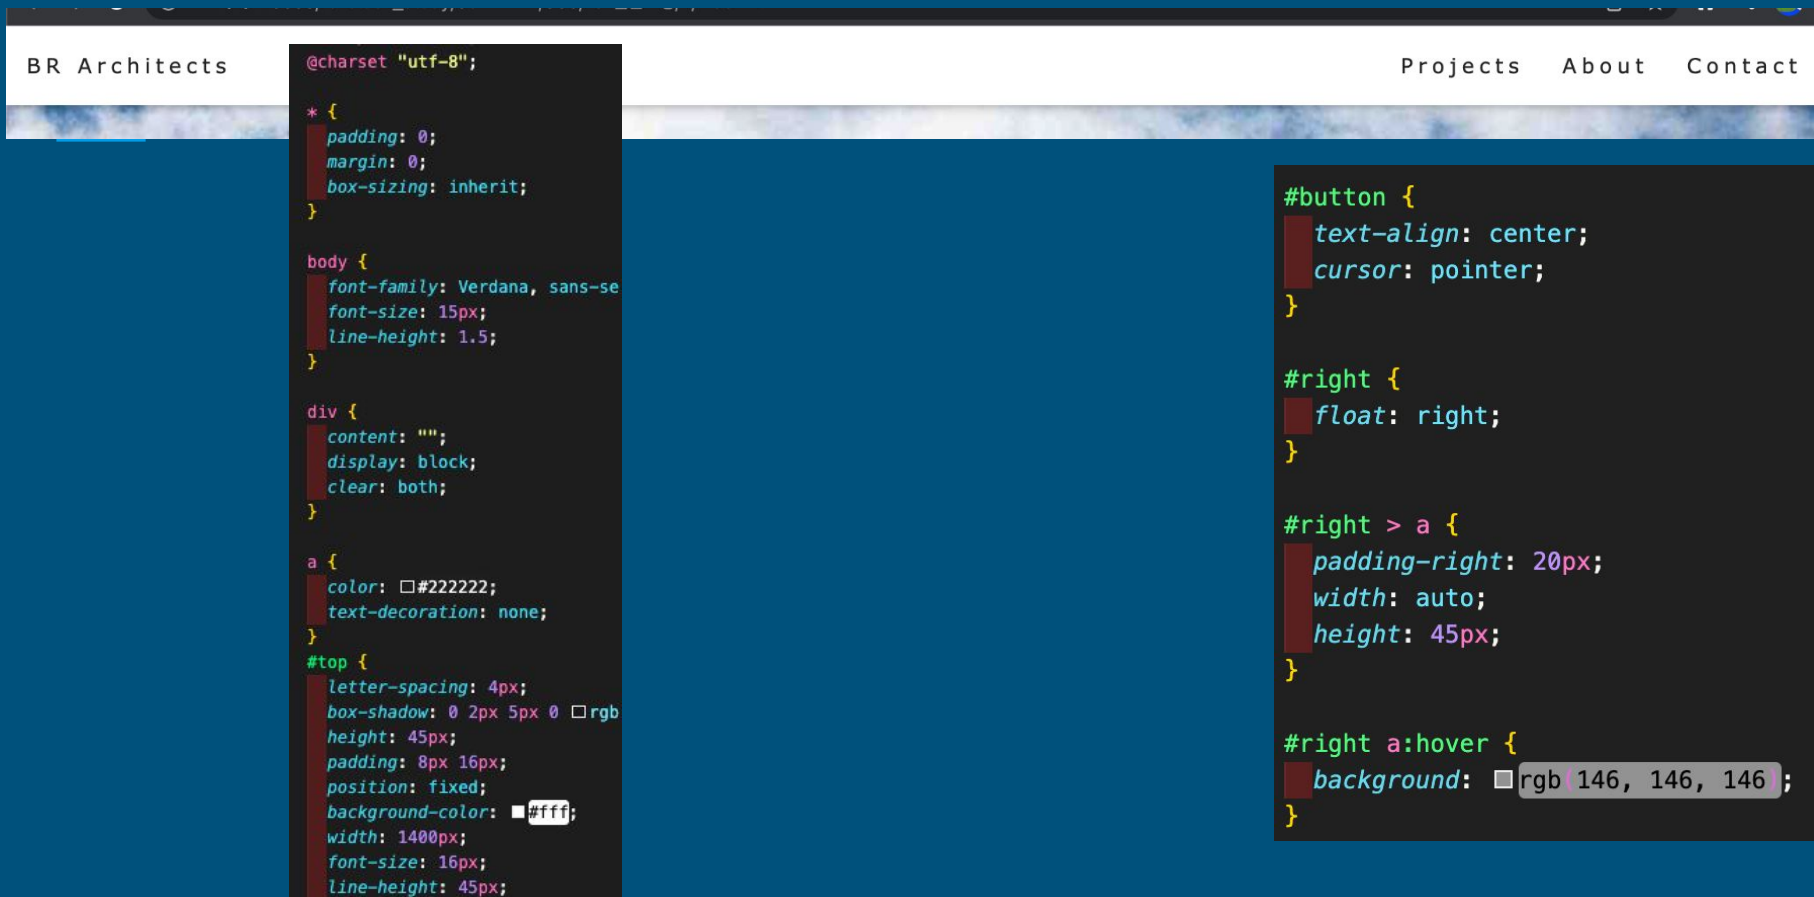 BR Architects
Projects About Contact
@charset "utf-8";
* {
padding: 0;
margin: 0;
box-sizing: inherit;
}
body {
font-family: Verdana, sans-se
font-size: 15px;
line-height: 1.5;
}
div {
content: "";
display: block;
clear: both;
}
a {
color: #222222;
text-decoration: none;
}
#top {
letter-spacing: 4px;
box-shadow: 0 2px 5px 0 rgb
height: 45px;
padding: 8px 16px;
position: fixed;
background-color: #fff;
width: 1400px;
font-size: 16px;
line-height: 45px;
#button {
text-align: center;
cursor: pointer;
}
#right {
float: right;
}
#right > a {
padding-right: 20px;
width: auto;
height: 45px;
}
#right a:hover {
background: rgb(146, 146, 146);
}